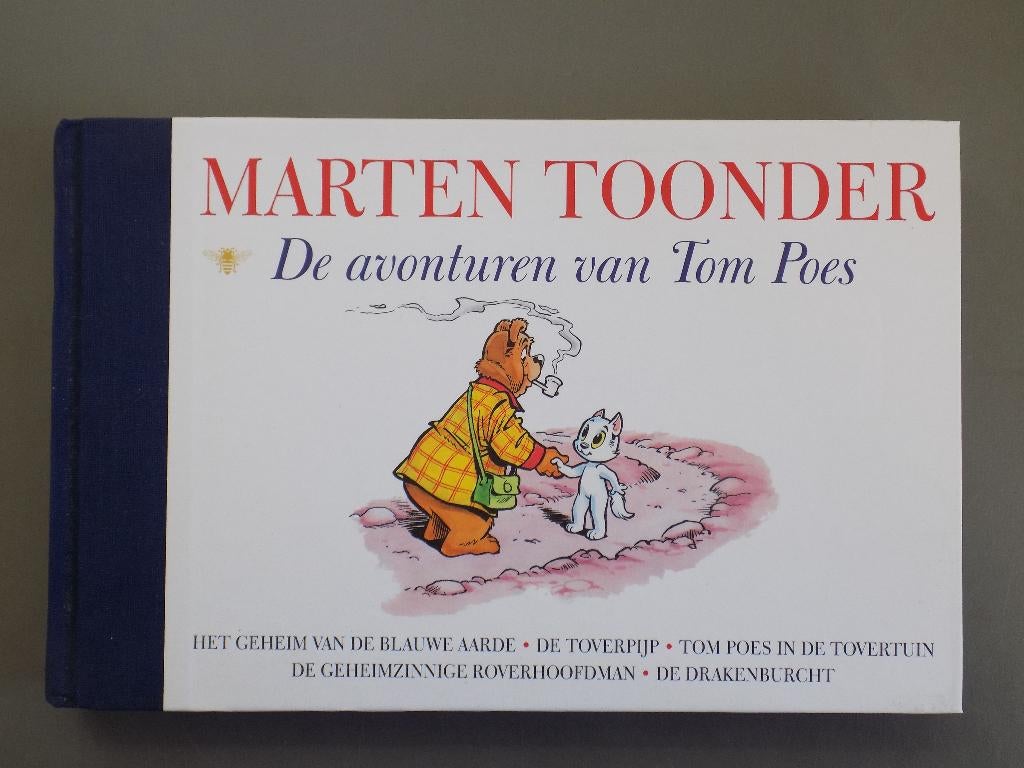 MARTEN TOONDER
De avonturen van Tom Poes
HET GEHEIM VAN DE BLAUWE AARDE • DE TOVERPIJP • TOM POES IN DE TOVERTUIN
DE GEHEIMZINNIGE ROVERHOOFDMAN • DE DRAKENBURCHT